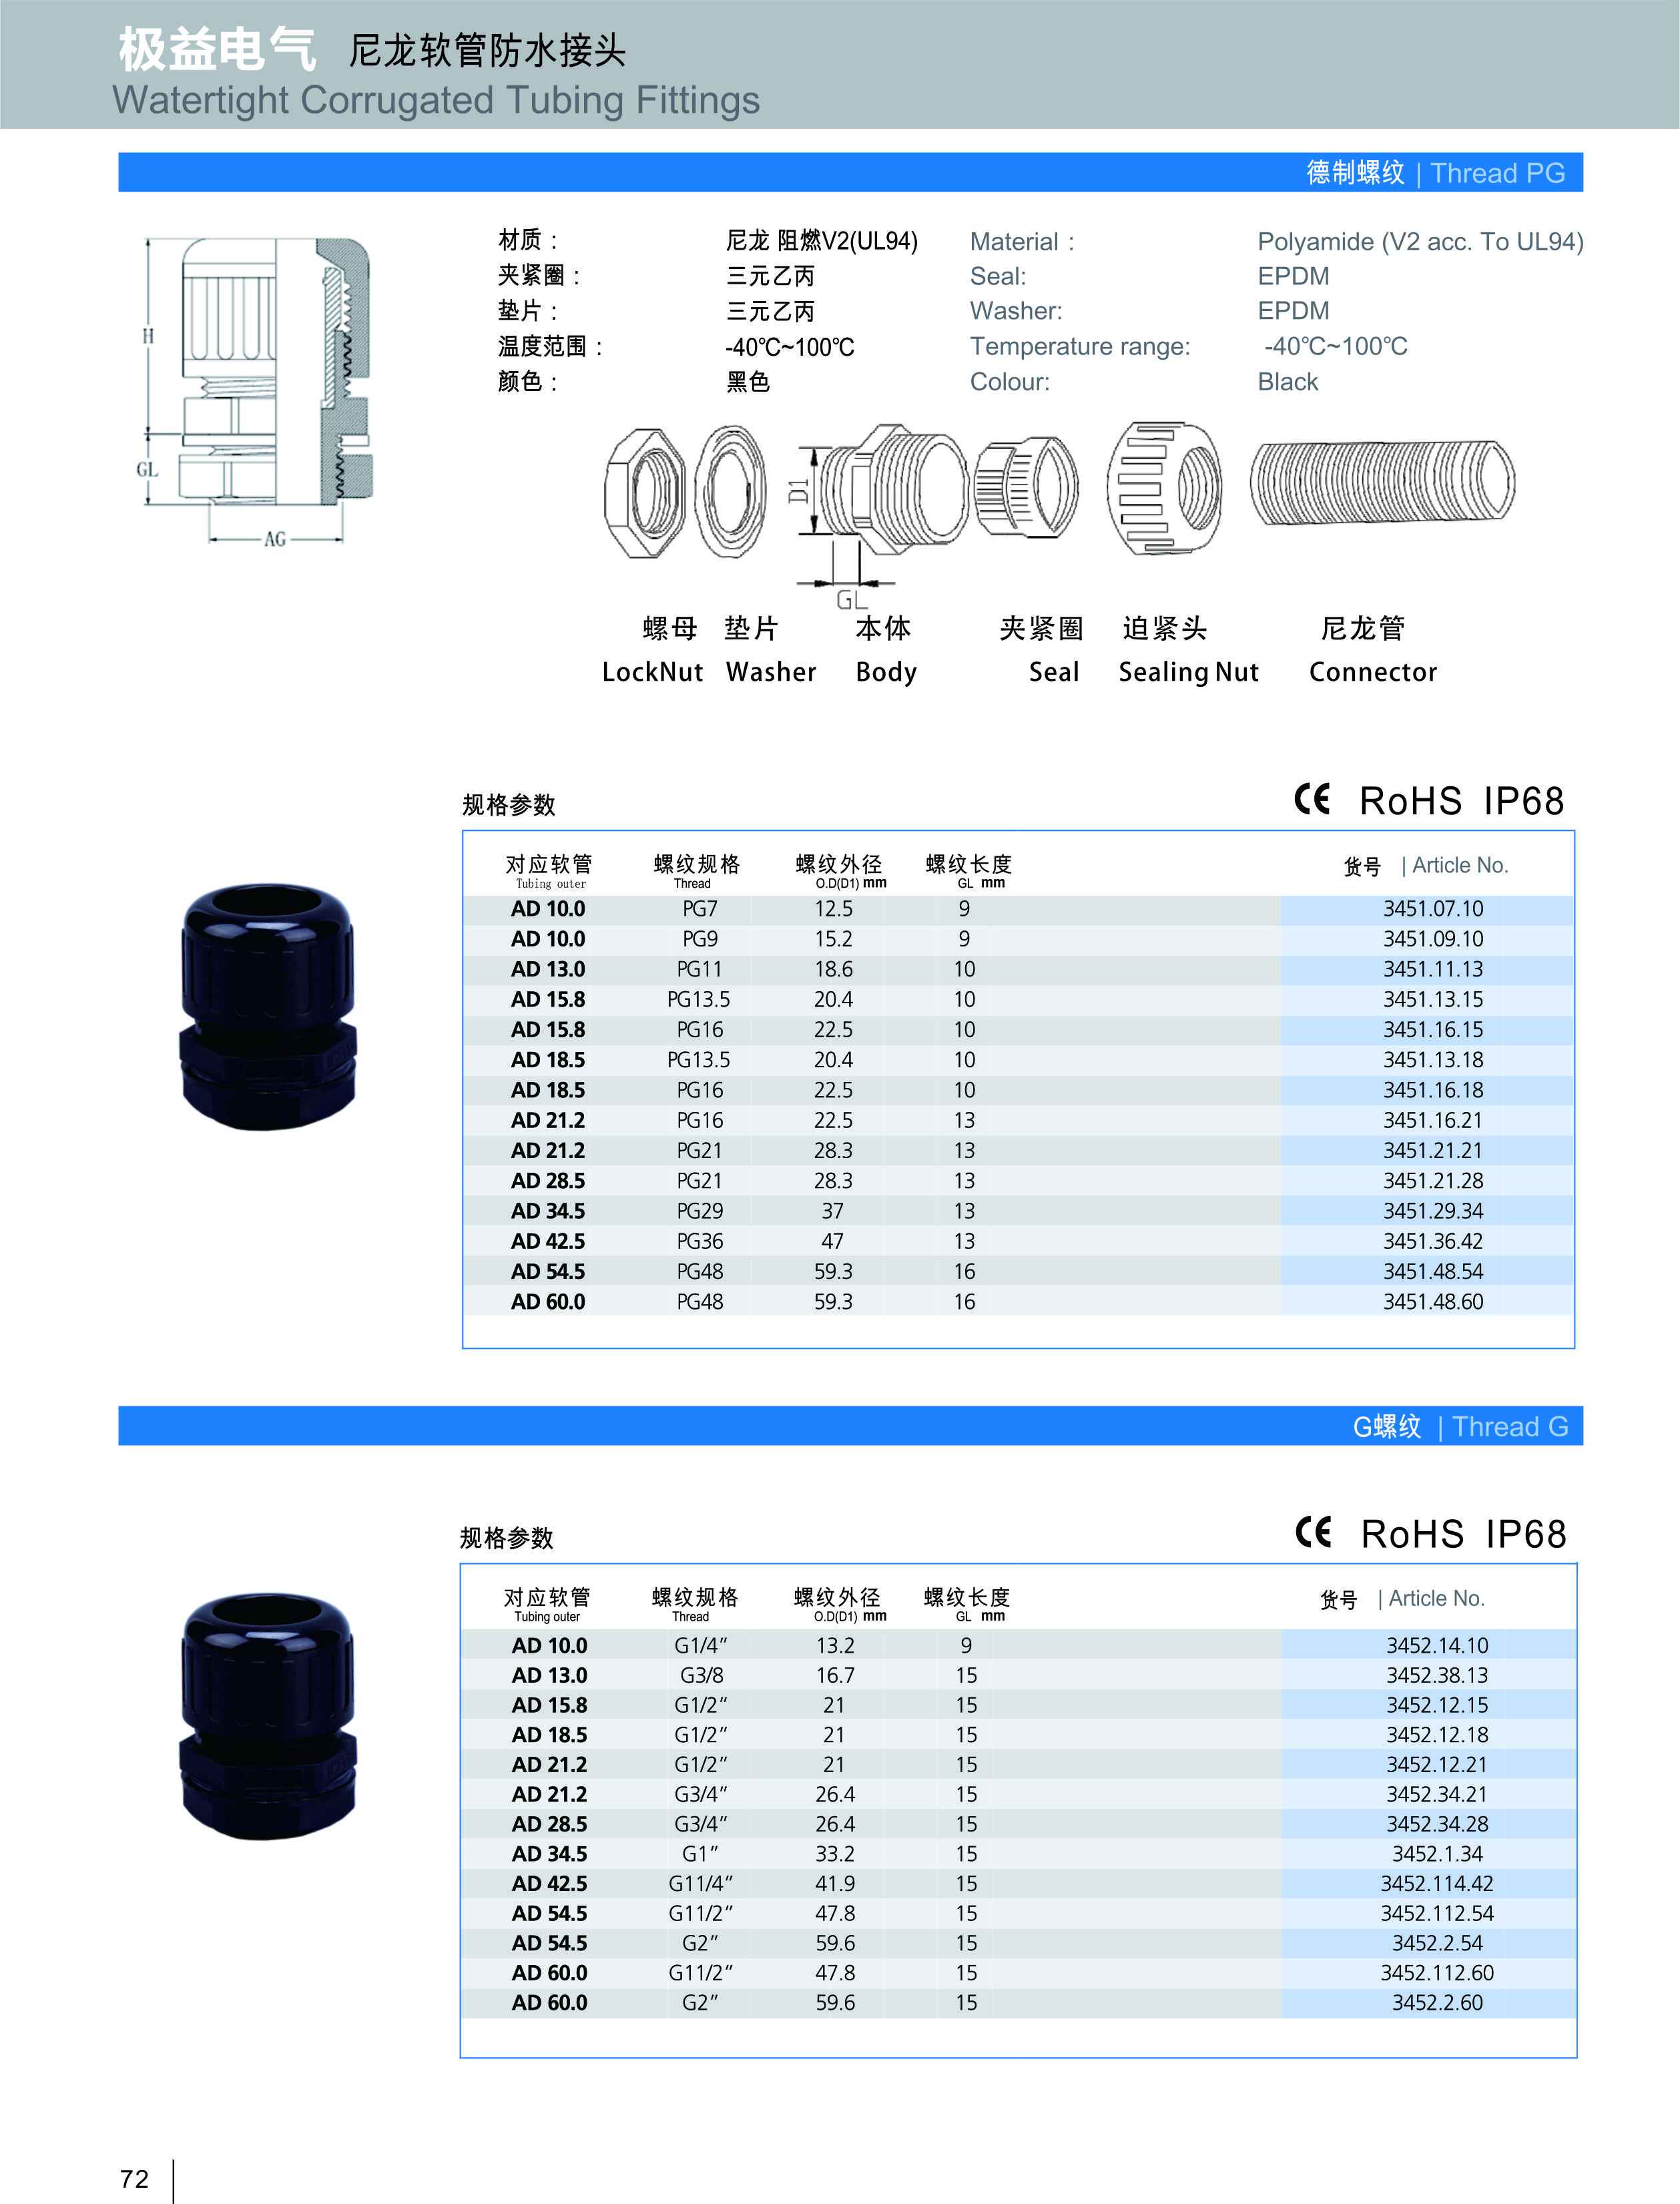 极益电气 尼龙软管防水接头
Watertight Corrugated Tubing Fittings
德制螺纹 | Thread PG
材质： 尼龙 阻燃V2(UL94) Material： Polyamide (V2 acc. To UL94)
夹紧圈： 三元乙丙 Seal: EPDM
垫片： 三元乙丙 Washer: EPDM
温度范围： -40℃~100℃ Temperature range: -40℃~100℃
颜色： 黑色 Colour: Black
H
GL
AG
D1
GL
螺母 垫片 本体 夹紧圈 迫紧头 尼龙管
LockNut Washer Body Seal Sealing Nut Connector
规格参数 CE RoHS IP68
对应软管 螺纹规格 螺纹外径 螺纹长度 货号 | Article No.
Tubing outer Thread O.D(D1) mm GL mm
AD 10.0 PG7 12.5 9 3451.07.10
AD 10.0 PG9 15.2 9 3451.09.10
AD 13.0 PG11 18.6 10 3451.11.13
AD 15.8 PG13.5 20.4 10 3451.13.15
AD 15.8 PG16 22.5 10 3451.16.15
AD 18.5 PG13.5 20.4 10 3451.13.18
AD 18.5 PG16 22.5 10 3451.16.18
AD 21.2 PG16 22.5 13 3451.16.21
AD 21.2 PG21 28.3 13 3451.21.21
AD 28.5 PG21 28.3 13 3451.21.28
AD 34.5 PG29 37 13 3451.29.34
AD 42.5 PG36 47 13 3451.36.42
AD 54.5 PG48 59.3 16 3451.48.54
AD 60.0 PG48 59.3 16 3451.48.60
G螺纹 | Thread G
规格参数 CE RoHS IP68
对应软管 螺纹规格 螺纹外径 螺纹长度 货号 | Article No.
Tubing outer Thread O.D(D1) mm GL mm
AD 10.0 G1/4″ 13.2 9 3452.14.10
AD 13.0 G3/8 16.7 15 3452.38.13
AD 15.8 G1/2″ 21 15 3452.12.15
AD 18.5 G1/2″ 21 15 3452.12.18
AD 21.2 G1/2″ 21 15 3452.12.21
AD 21.2 G3/4″ 26.4 15 3452.34.21
AD 28.5 G3/4″ 26.4 15 3452.34.28
AD 34.5 G1″ 33.2 15 3452.1.34
AD 42.5 G11/4″ 41.9 15 3452.114.42
AD 54.5 G11/2″ 47.8 15 3452.112.54
AD 54.5 G2″ 59.6 15 3452.2.54
AD 60.0 G11/2″ 47.8 15 3452.112.60
AD 60.0 G2″ 59.6 15 3452.2.60
72